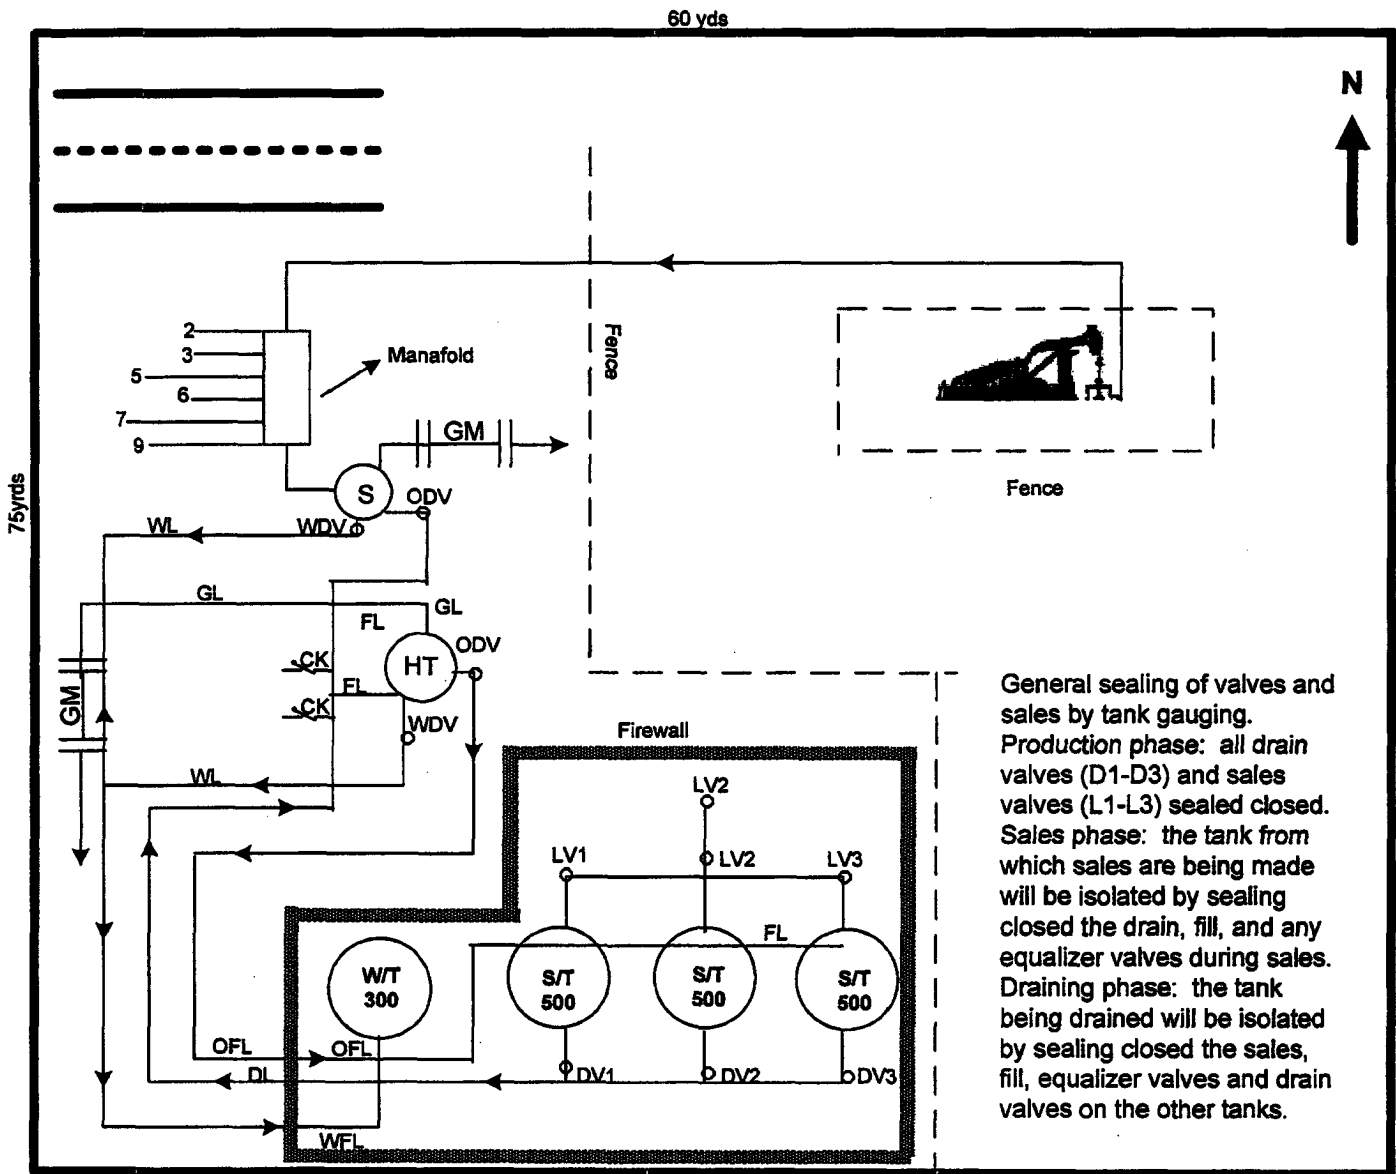 60 yds
N
2
3
Manafold
5
6
7
9
Fence
GM
S
ODV
Fence
75yrds
WL
WDV
GL
GL
FL
ODV
CK
HT
FL
CK
GM
WDV
WL
Firewall
LV2
LV1
LV2
LV3
FL
W/T
300
S/T
500
S/T
500
S/T
500
OFL
OFL
DL
DV1
DV2
DV3
WFL
General sealing of valves and
sales by tank gauging.
Production phase: all drain
valves (D1-D3) and sales
valves (L1-L3) sealed closed.
Sales phase: the tank from
which sales are being made
will be isolated by sealing
closed the drain, fill, and any
equalizer valves during sales.
Draining phase: the tank
being drained will be isolated
by sealing closed the sales,
fill, equalizer valves and drain
valves on the other tanks.